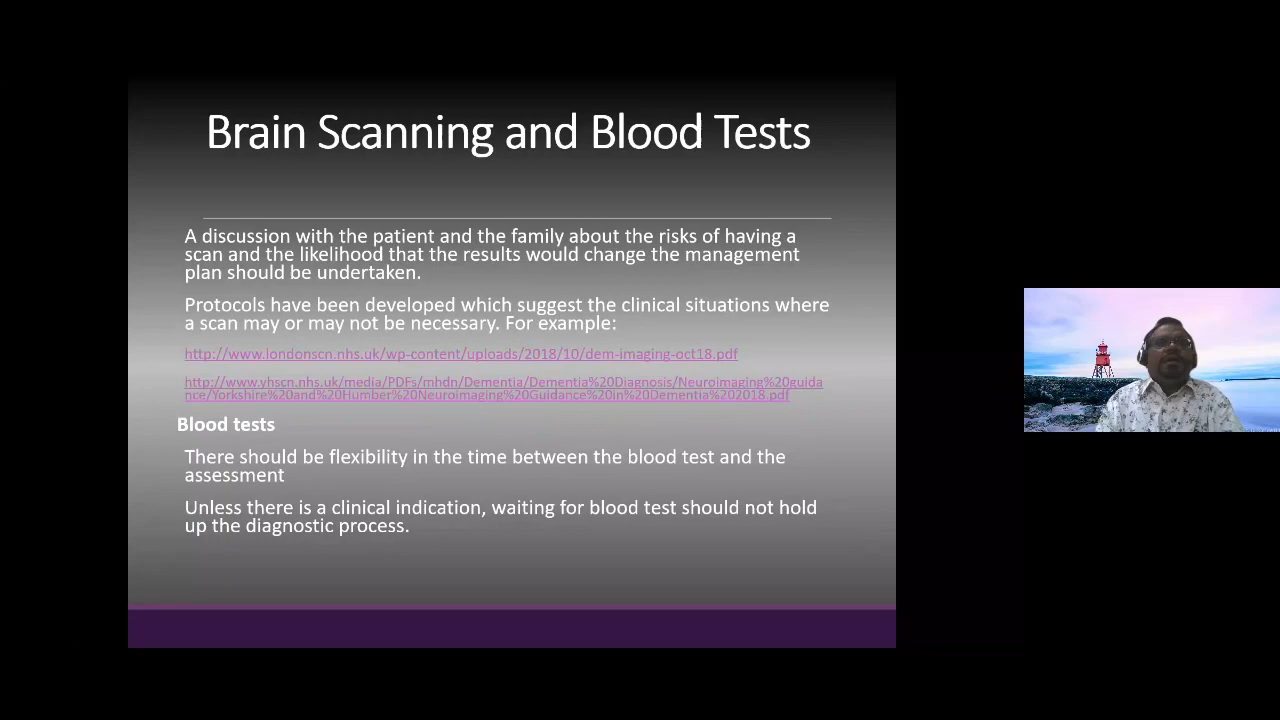 Brain Scanning and Blood Tests
A discussion with the patient and the family about the risks of having a
scan and the likelihood that the results would change the management
plan should be undertaken.
Protocols have been developed which suggest the clinical situations where
a scan may or may not be necessary. For example:
http://www.londonscn.nhs.uk/wp-content/uploads/2018/10/dem-imaging-oct18.pdf
http://www.yhscn.nhs.uk/media/PDFs/mhdn/Dementia/Dementia%20Diagnosis/Neuroimaging%20guida
nce/Yorkshire%20and%20Humber%20Neuroimaging%20Guidance%20in%20Dementia%202018.pdf
Blood tests
There should be flexibility in the time between the blood test and the
assessment
Unless there is a clinical indication, waiting for blood test should not hold
up the diagnostic process.